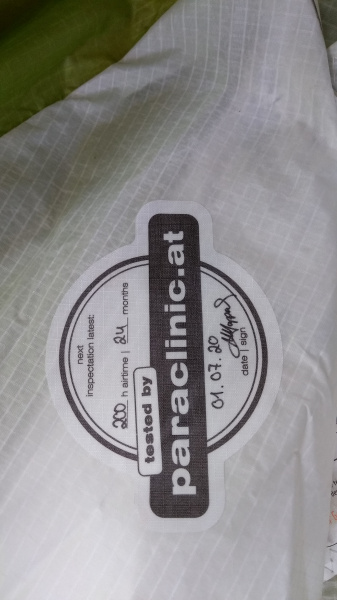 next
inspectation latest:
200 h airtime | 24 months
tested by
paraclinic.at
01.07.20
date | sign